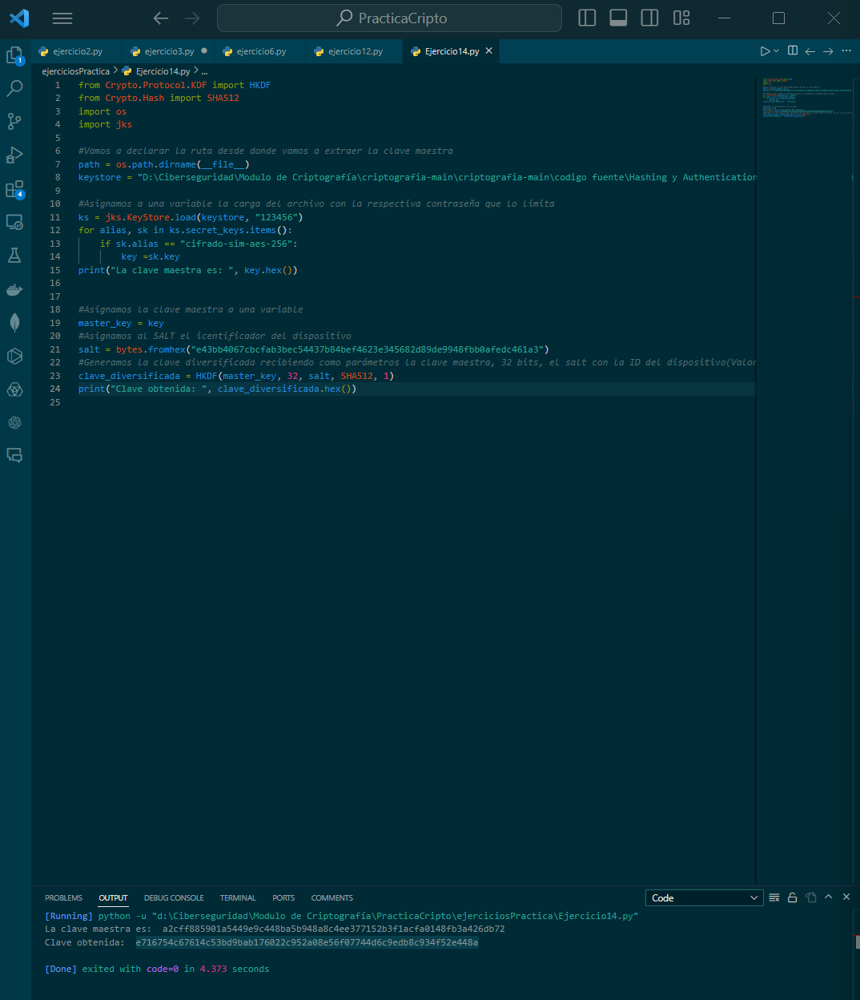 PracticaCripto
ejercicio2.py
ejercicio3.py
ejercicio6.py
ejercicio12.py
Ejercicio14.py
ejerciciosPractica > Ejercicio14.py > ...
1 from Crypto.Protocol.KDF import HKDF
2 from Crypto.Hash import SHA512
3 import os
4 import jks
5
6 #Vamos a declarar la ruta desde donde vamos a extraer la clave maestra
7 path = os.path.dirname(__file__)
8 keystore = "D:\Ciberseguridad\Modulo de Criptografía\criptografia-main\criptografia-main\codigo fuente\Hashing y Authentication
9
10 #Asignamos a una variable la carga del archivo con la respectiva contraseña que lo limita
11 ks = jks.KeyStore.load(keystore, "123456")
12 for alias, sk in ks.secret_keys.items():
13 if sk.alias == "cifrado-sim-aes-256":
14 key =sk.key
15 print("La clave maestra es: ", key.hex())
16
17
18 #Asignamos la clave maestra a una variable
19 master_key = key
20 #Asignamos al SALT el icentificador del dispositivo
21 salt = bytes.fromhex("e43bb4067cbcfab3bec54437b84bef4623e345682d89de9948fbb0afedc461a3")
22 #Generamos la clave diversificada recibiendo como parámetros la clave maestra, 32 bits, el salt con la ID del dispositivo(Valor
23 clave_diversificada = HKDF(master_key, 32, salt, SHA512, 1)
24 print("Clave obtenida: ", clave_diversificada.hex())
25
1
4
PROBLEMS OUTPUT DEBUG CONSOLE TERMINAL PORTS COMMENTS Code
[Running] python -u "d:\Ciberseguridad\Modulo de Criptografía\PracticaCripto\ejerciciosPractica\Ejercicio14.py"
La clave maestra es:  a2cff885901a5449e9c448ba5b948a8c4ee377152b3f1acfa0148fb3a426db72
Clave obtenida:  e716754c67614c53bd9bab176022c952a08e56f07744d6c9edb8c934f52e448a
[Done] exited with code=0 in 4.373 seconds